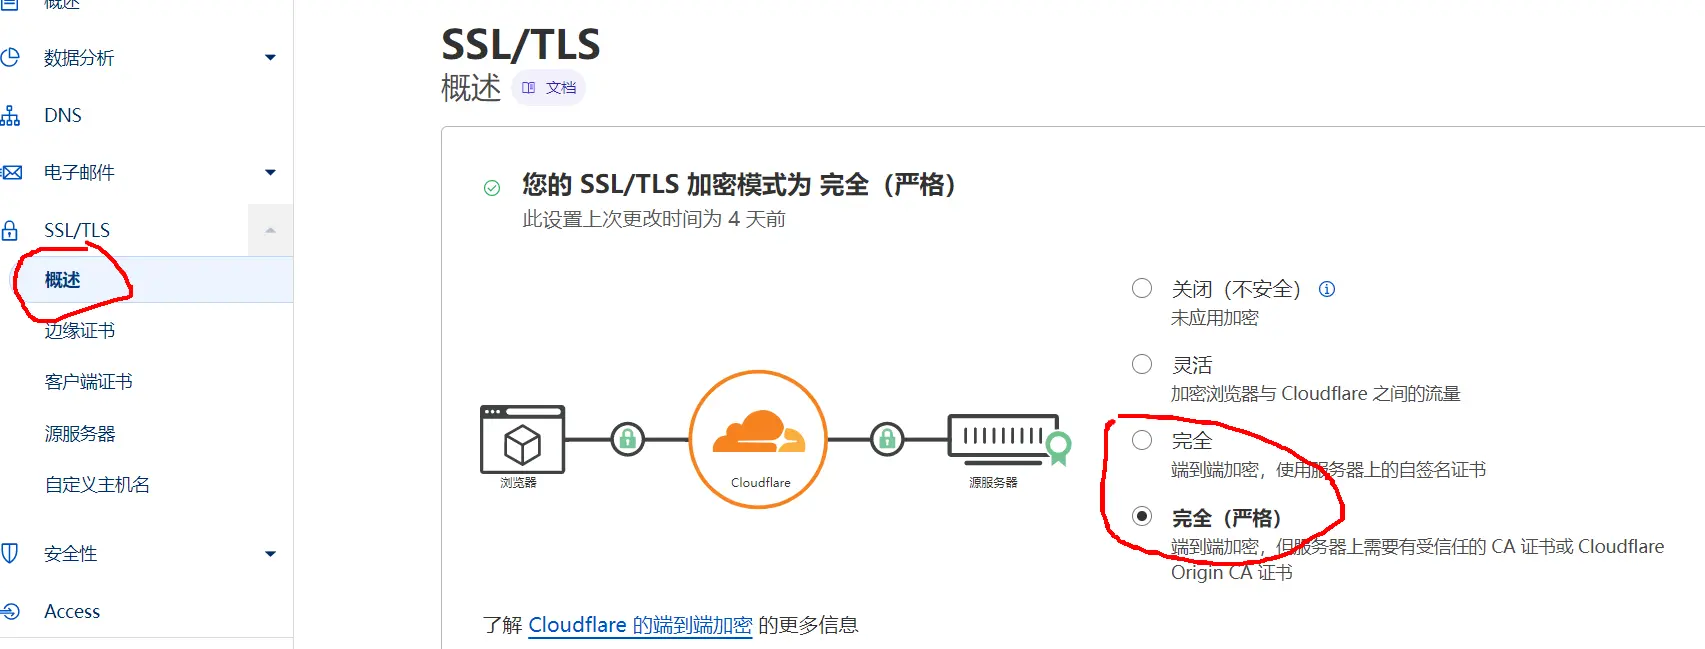 概述
数据分析
DNS
电子邮件
SSL/TLS
概述
边缘证书
客户端证书
源服务器
自定义主机名
安全性
Access
SSL/TLS
概述 文档
您的 SSL/TLS 加密模式为 完全（严格）
此设置上次更改时间为 4 天前
浏览器
Cloudflare
源服务器
关闭（不安全）
未应用加密
灵活
加密浏览器与 Cloudflare 之间的流量
完全
端到端加密，使用服务器上的自签名证书
完全（严格）
端到端加密，但服务器上需要有受信任的 CA 证书或 Cloudflare
Origin CA 证书
了解 Cloudflare 的端到端加密 的更多信息